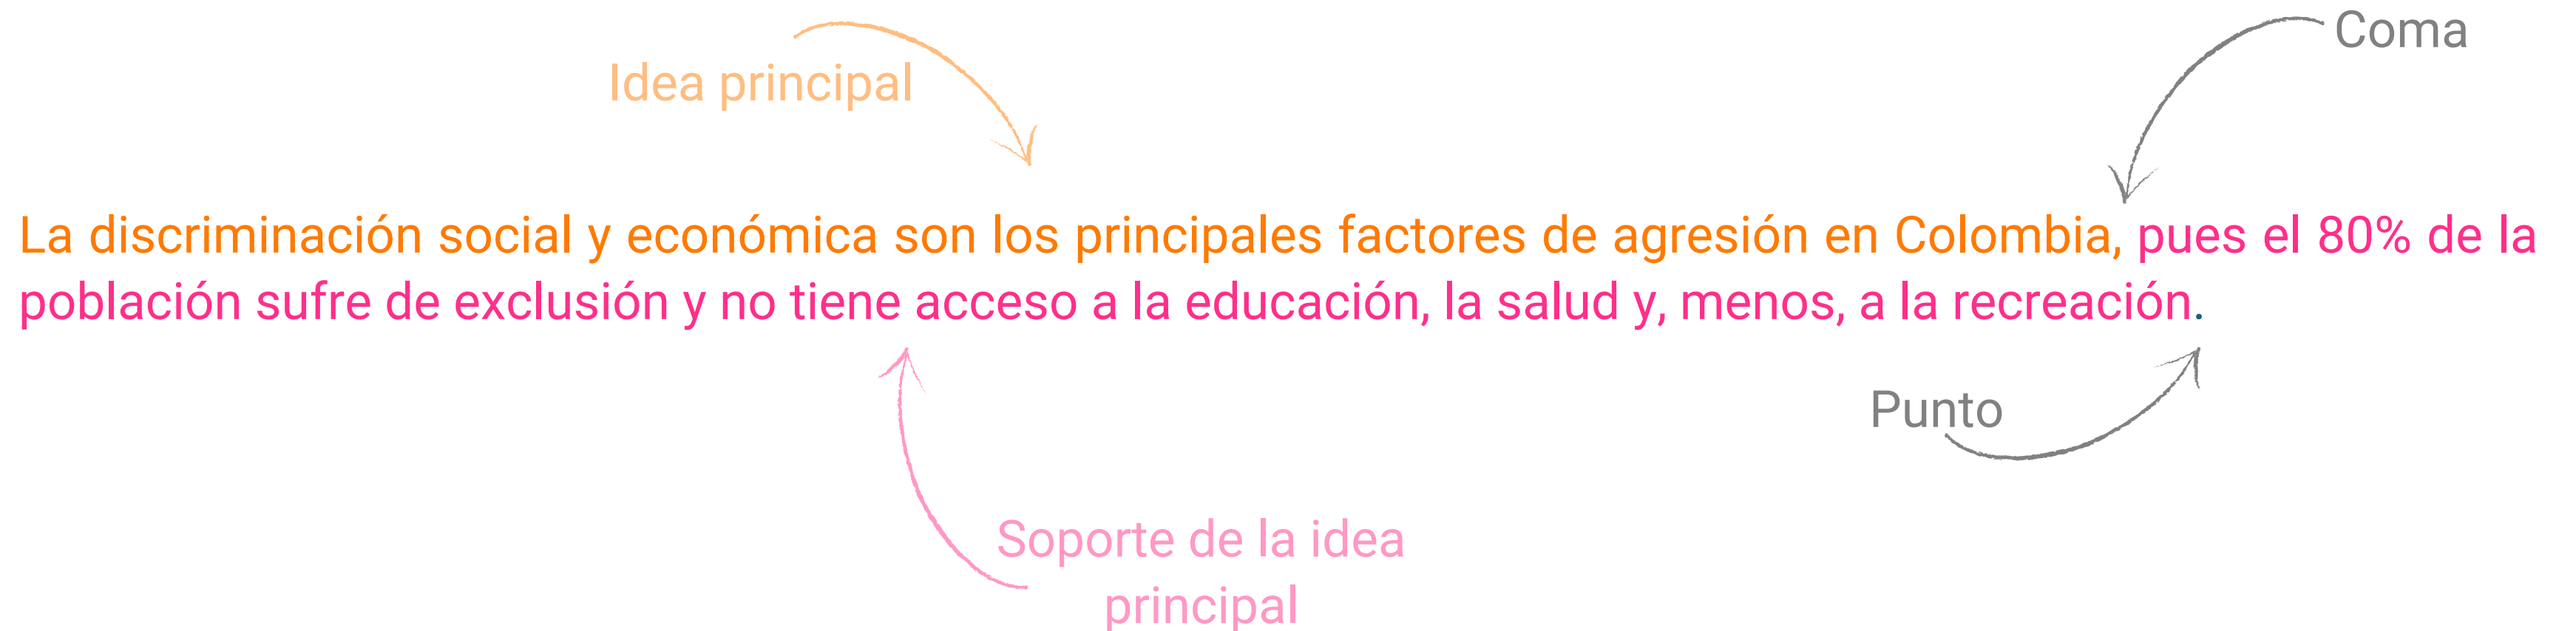 Coma
Idea principal
La discriminación social y económica son los principales factores de agresión en Colombia, pues el 80% de la
población sufre de exclusión y no tiene acceso a la educación, la salud y, menos, a la recreación.
Punto
Soporte de la idea
principal